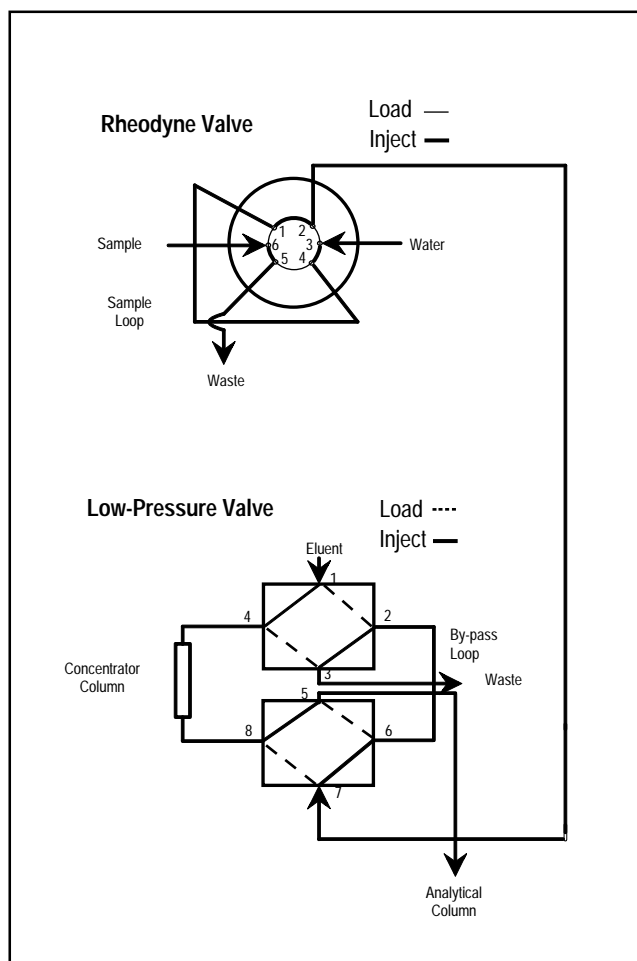 Load
Rheodyne Valve
Inject
1
2
Sample
6
3
Water
5
4
Sample
Loop
Waste
Low-Pressure Valve
Load
Inject
Eluent
1
4
2
By-pass
Loop
Concentrator
Column
3
Waste
5
8
6
7
Analytical
Column